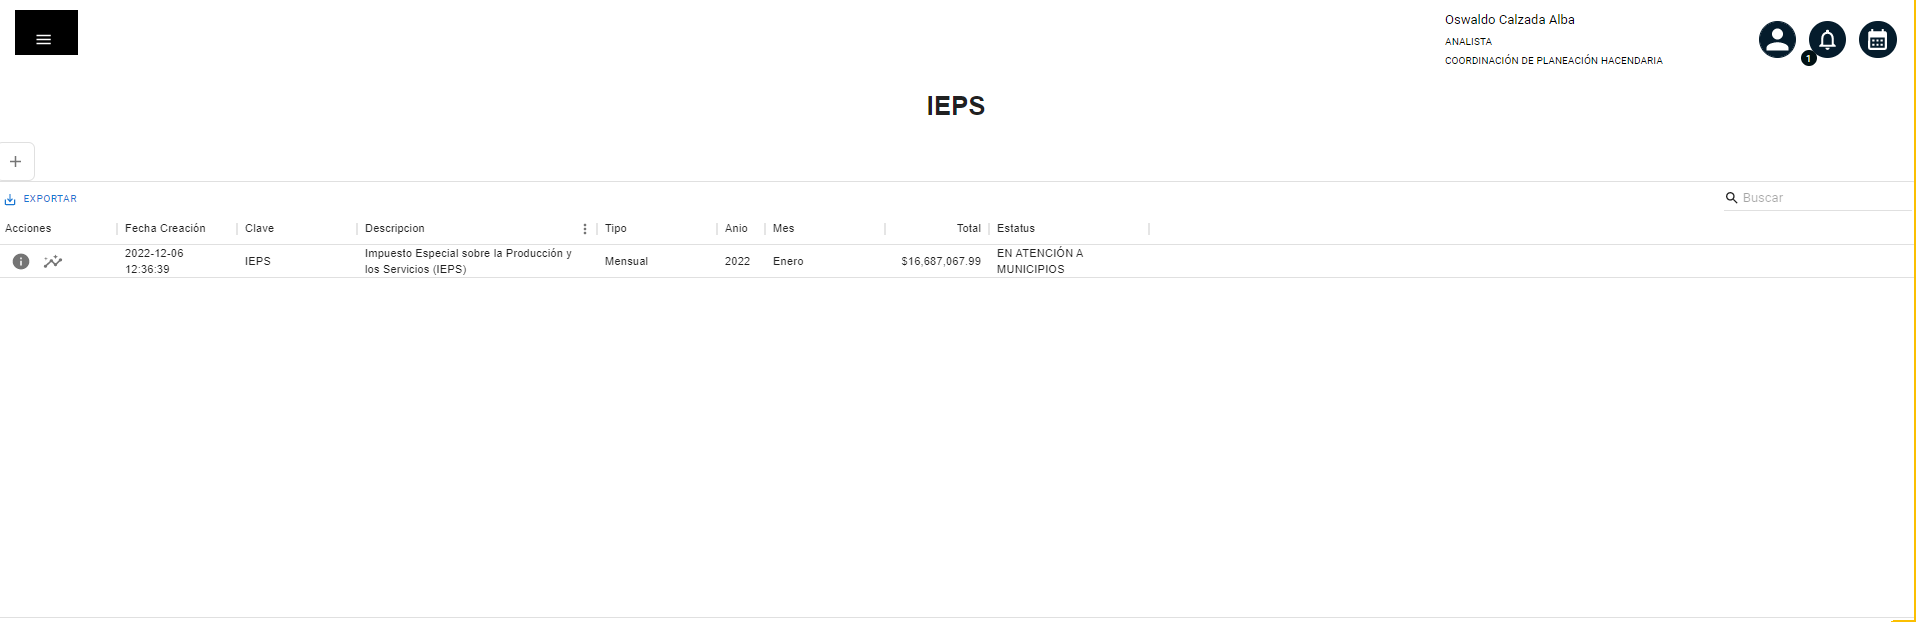 Oswaldo Calzada Alba
ANALISTA
COORDINACIÓN DE PLANEACIÓN HACENDARIA
1
IEPS
EXPORTAR
Buscar
Acciones Fecha Creación Clave Descripcion Tipo Anio Mes Total Estatus
2022-12-06 12:36:39 IEPS Impuesto Especial sobre la Producción y los Servicios (IEPS) Mensual 2022 Enero $16,687,067.99 EN ATENCIÓN A MUNICIPIOS